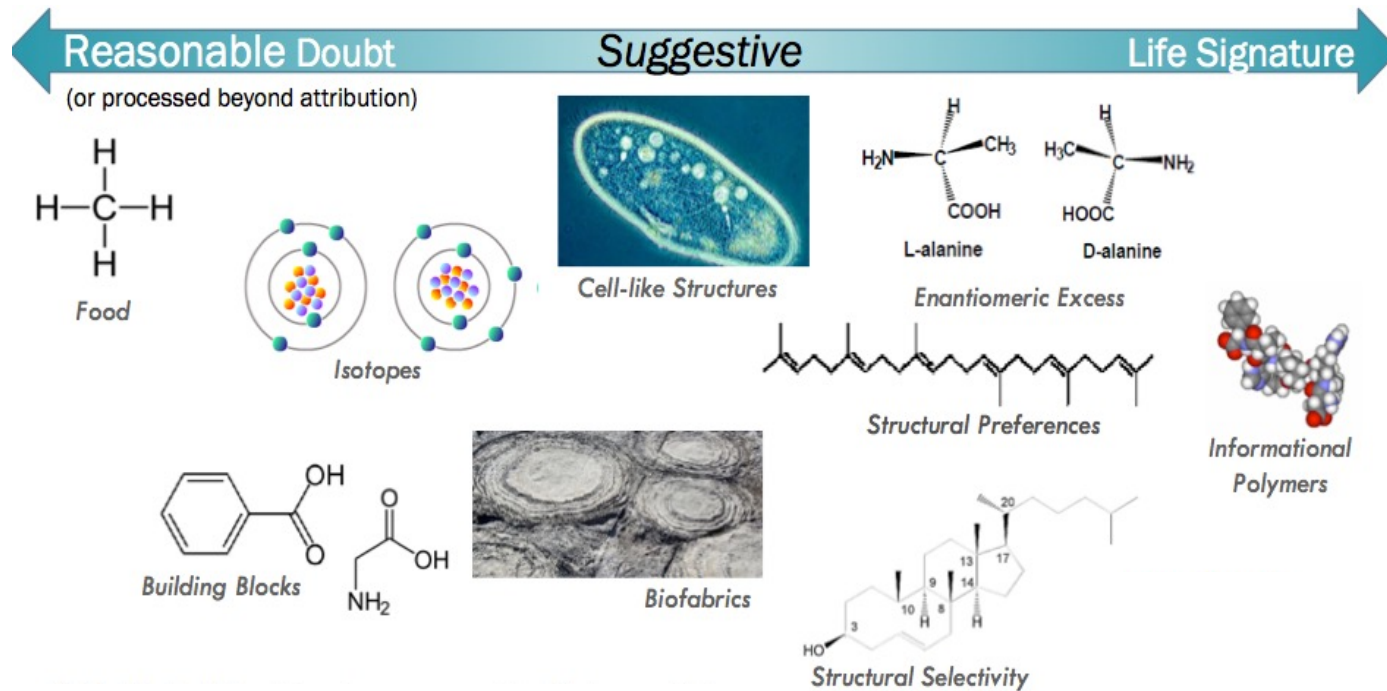 Reasonable Doubt
Suggestive
Life Signature
(or processed beyond attribution)
H
H C H
H
Food
Isotopes
Cell-like Structures
H
H₂N C CH₃
COOH
L-alanine
H
H₃C C NH₂
HOOC
D-alanine
Enantiomeric Excess
Structural Preferences
Informational
Polymers
OH
O
Building Blocks
O
OH
NH₂
Biofabrics
20
13
17
9
14
10
8
H
H
3
HO
Structural Selectivity